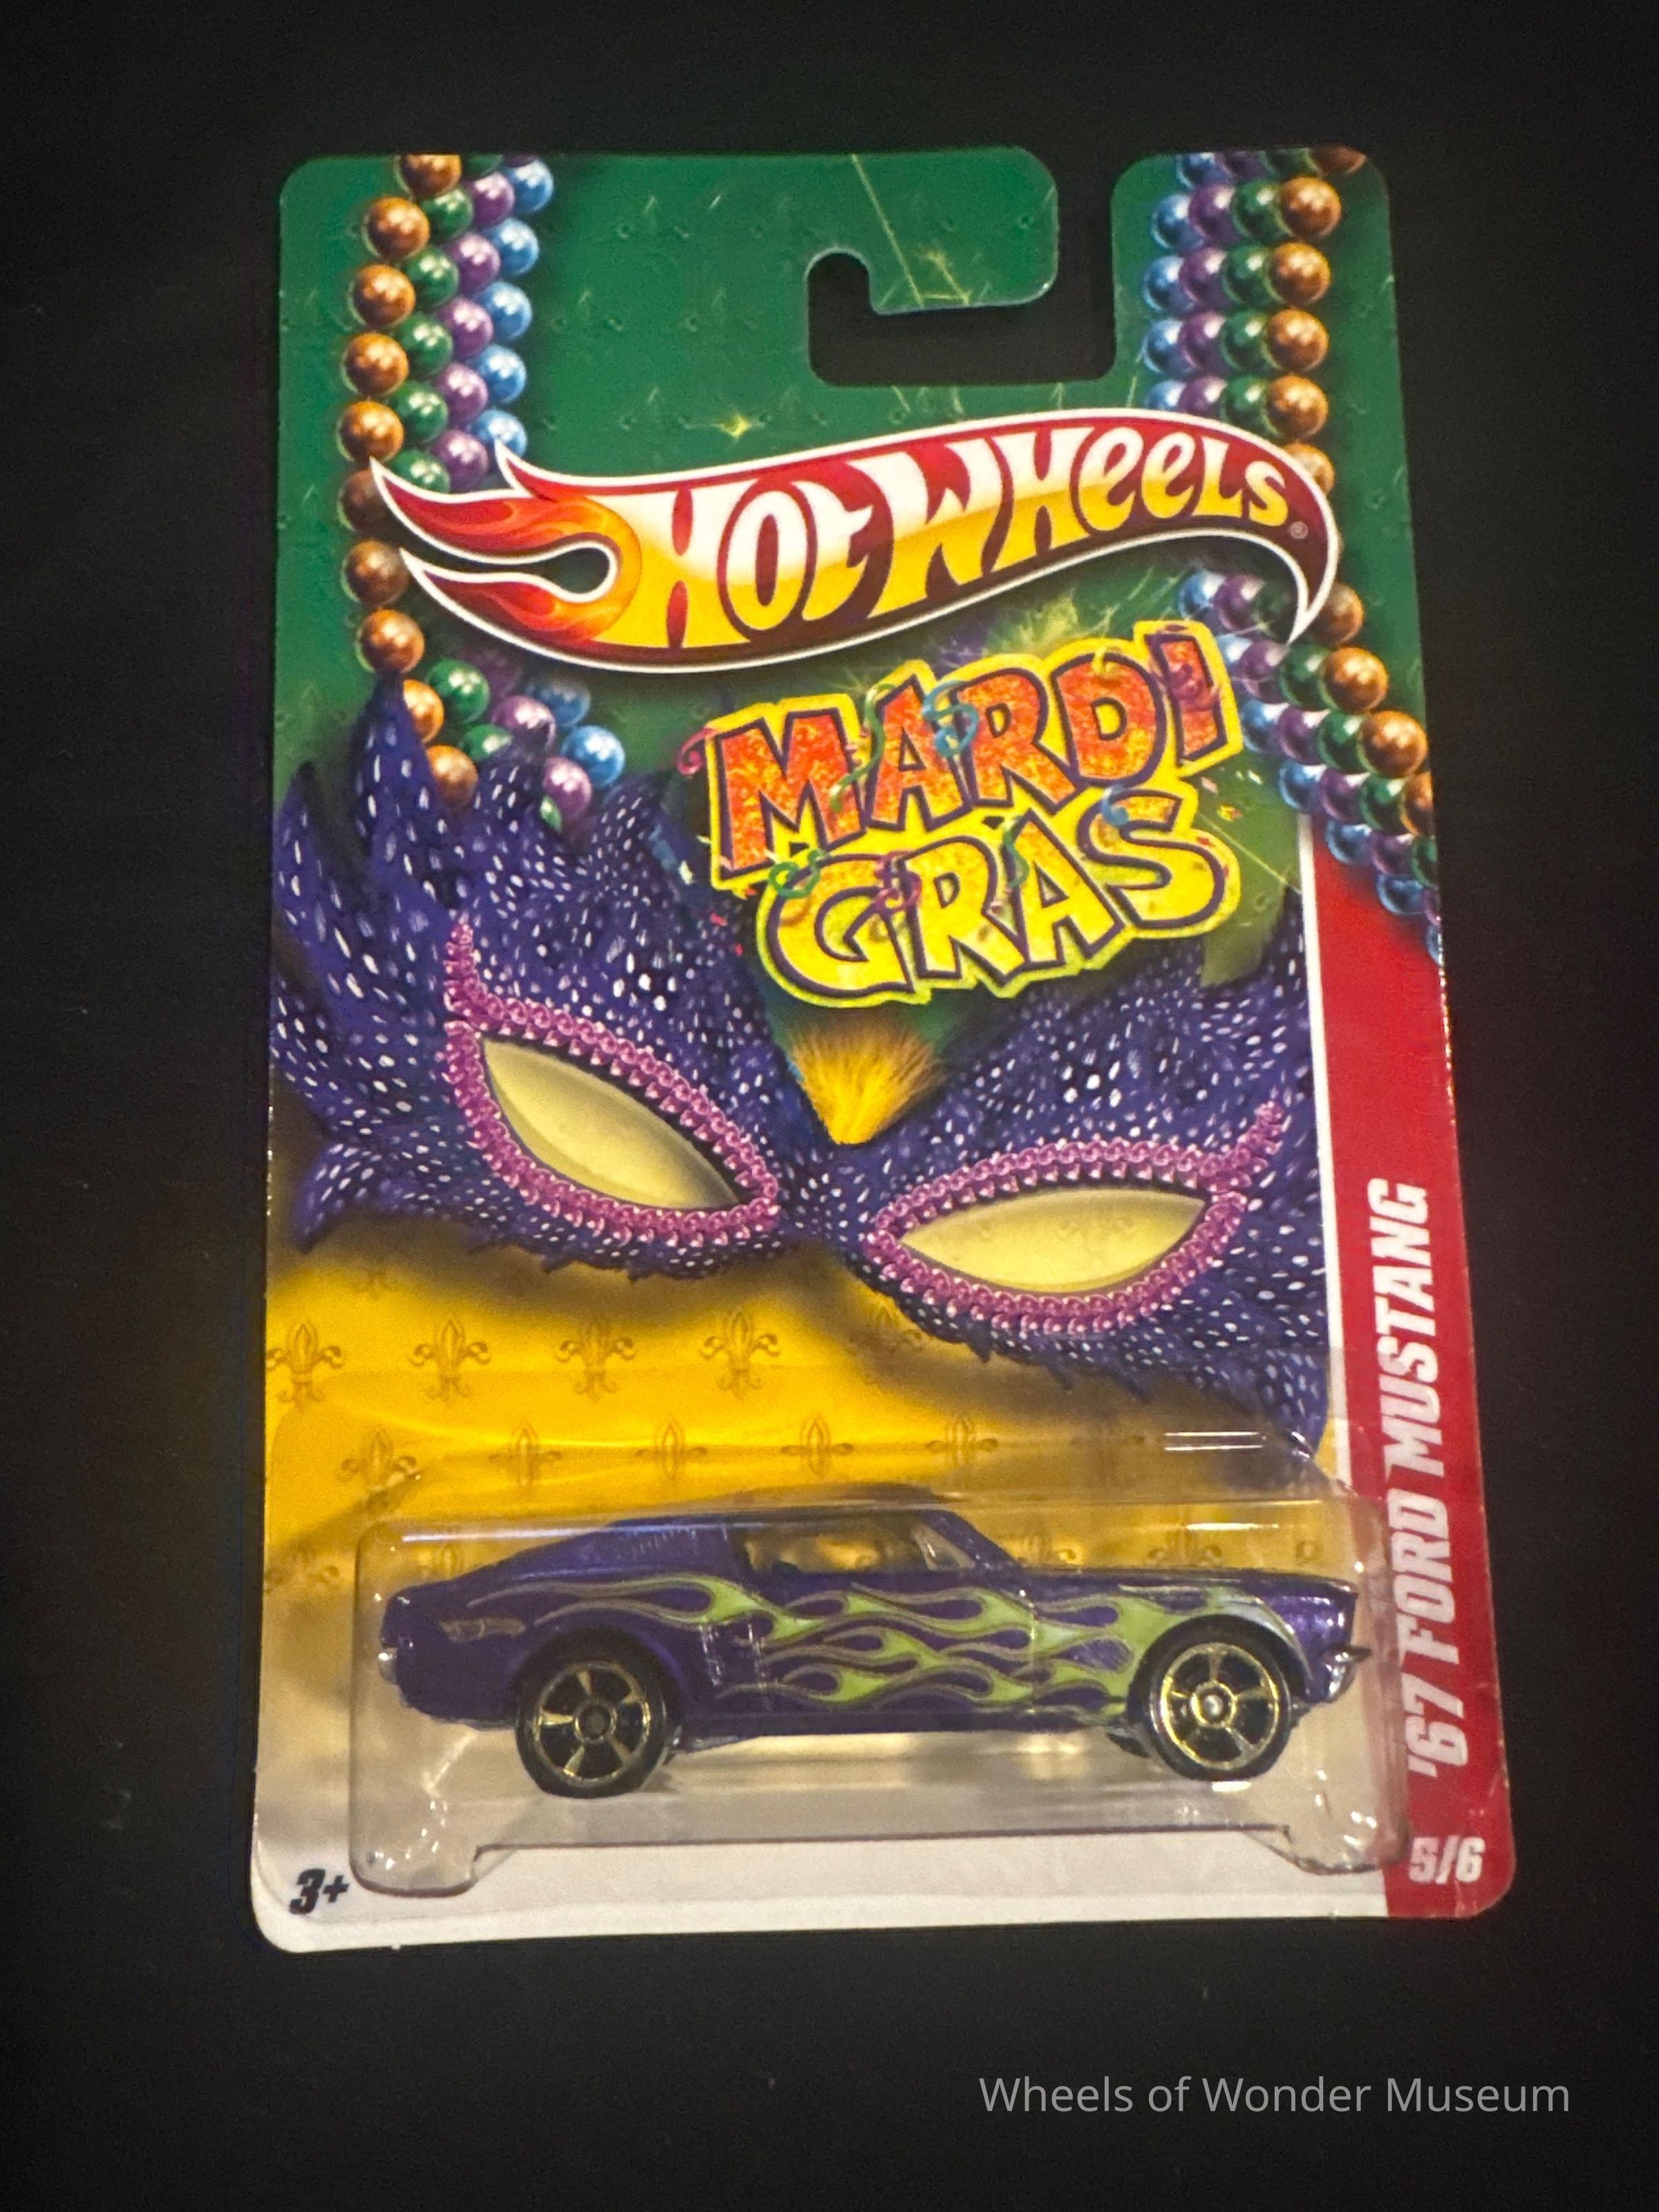 HOT WHEELS®
MARDI
GRAS
'67 FORD MUSTANG
5/6
3+
Wheels of Wonder Museum